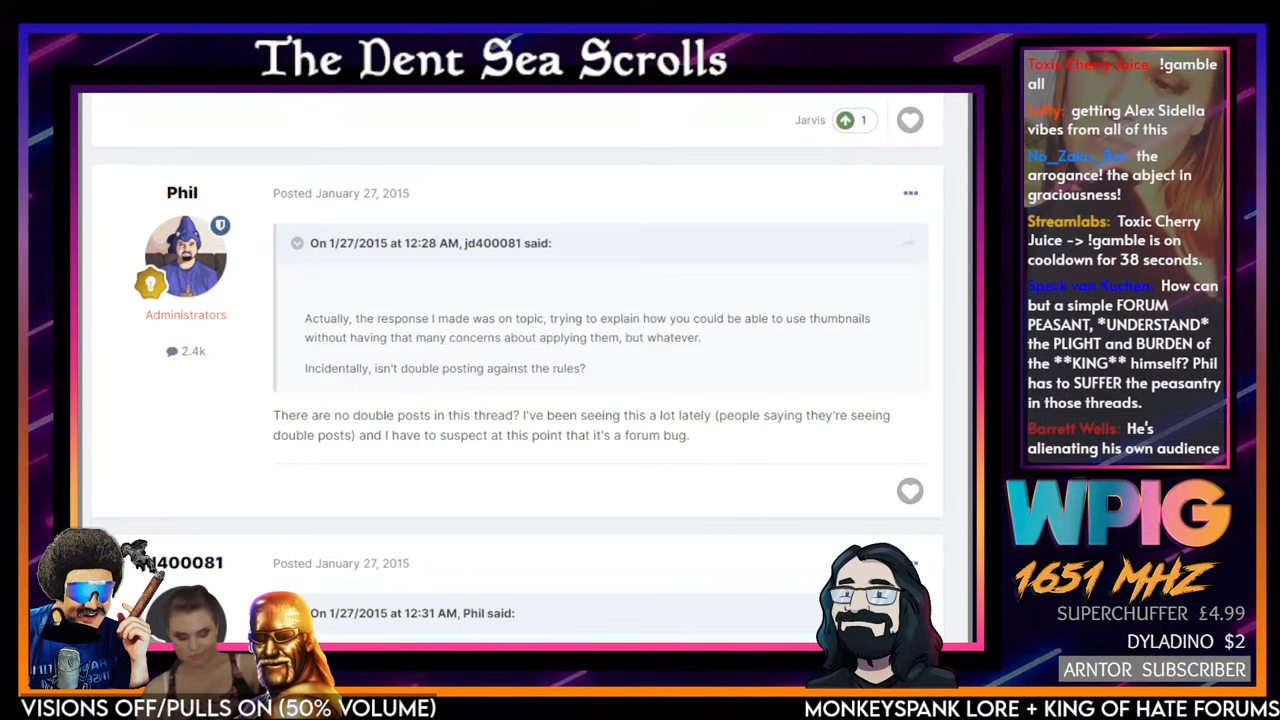 The Dent Sea Scrolls
Jarvis 1
Phil
Posted January 27, 2015
On 1/27/2015 at 12:28 AM, jd400081 said:
Actually, the response I made was on topic, trying to explain how you could be able to use thumbnails
without having that many concerns about applying them, but whatever.
Incidentally, isn't double posting against the rules?
Administrators
2.4k
There are no double posts in this thread? I've been seeing this a lot lately (people saying they're seeing
double posts) and I have to suspect at this point that it's a forum bug.
d400081
Posted January 27, 2015
On 1/27/2015 at 12:31 AM, Phil said:
Toxic Cherry Juice: !gamble
all
Lefty: getting Alex Sidella
vibes from all of this
No_Zaku_Boi: the
arrogance! the abject in
graciousness!
Streamlabs: Toxic Cherry
Juice -> !gamble is on
cooldown for 38 seconds.
Speck van Kuchen: How can
but a simple FORUM
PEASANT, *UNDERSTAND*
the PLIGHT and BURDEN of
the **KING** himself? Phil
has to SUFFER the peasantry
in those threads.
Barrett Wells: He's
alienating his own audience
WPIG
1651 MHZ
SUPERCHUFFER £4.99
DYLADINO $2
ARNTOR SUBSCRIBER
VISIONS OFF/PULLS ON (50% VOLUME)
MONKEYSPANK LORE + KING OF HATE FORUMS